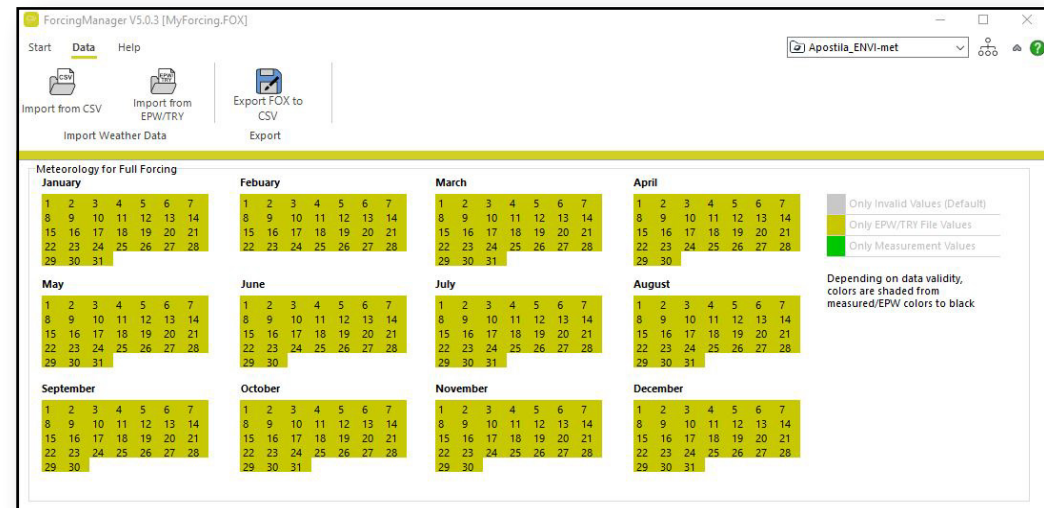 ForcingManager V5.0.3 [MyForcing.FOX]
Start Data Help
Apostila_ENVI-met
CSV
EPW/TRY
Import from CSV
Import from EPW/TRY
Export FOX to CSV
Import Weather Data
Export
Meteorology for Full Forcing
January
1 2 3 4 5 6 7
8 9 10 11 12 13 14
15 16 17 18 19 20 21
22 23 24 25 26 27 28
29 30 31
Febuary
1 2 3 4 5 6 7
8 9 10 11 12 13 14
15 16 17 18 19 20 21
22 23 24 25 26 27 28
March
1 2 3 4 5 6 7
8 9 10 11 12 13 14
15 16 17 18 19 20 21
22 23 24 25 26 27 28
29 30 31
April
1 2 3 4 5 6 7
8 9 10 11 12 13 14
15 16 17 18 19 20 21
22 23 24 25 26 27 28
29 30
Only Invalid Values (Default)
Only EPW/TRY File Values
Only Measurement Values
Depending on data validity,
colors are shaded from
measured/EPW colors to black
May
1 2 3 4 5 6 7
8 9 10 11 12 13 14
15 16 17 18 19 20 21
22 23 24 25 26 27 28
29 30 31
June
1 2 3 4 5 6 7
8 9 10 11 12 13 14
15 16 17 18 19 20 21
22 23 24 25 26 27 28
29 30
July
1 2 3 4 5 6 7
8 9 10 11 12 13 14
15 16 17 18 19 20 21
22 23 24 25 26 27 28
29 30 31
August
1 2 3 4 5 6 7
8 9 10 11 12 13 14
15 16 17 18 19 20 21
22 23 24 25 26 27 28
29 30 31
September
1 2 3 4 5 6 7
8 9 10 11 12 13 14
15 16 17 18 19 20 21
22 23 24 25 26 27 28
29 30
October
1 2 3 4 5 6 7
8 9 10 11 12 13 14
15 16 17 18 19 20 21
22 23 24 25 26 27 28
29 30 31
November
1 2 3 4 5 6 7
8 9 10 11 12 13 14
15 16 17 18 19 20 21
22 23 24 25 26 27 28
29 30
December
1 2 3 4 5 6 7
8 9 10 11 12 13 14
15 16 17 18 19 20 21
22 23 24 25 26 27 28
29 30 31